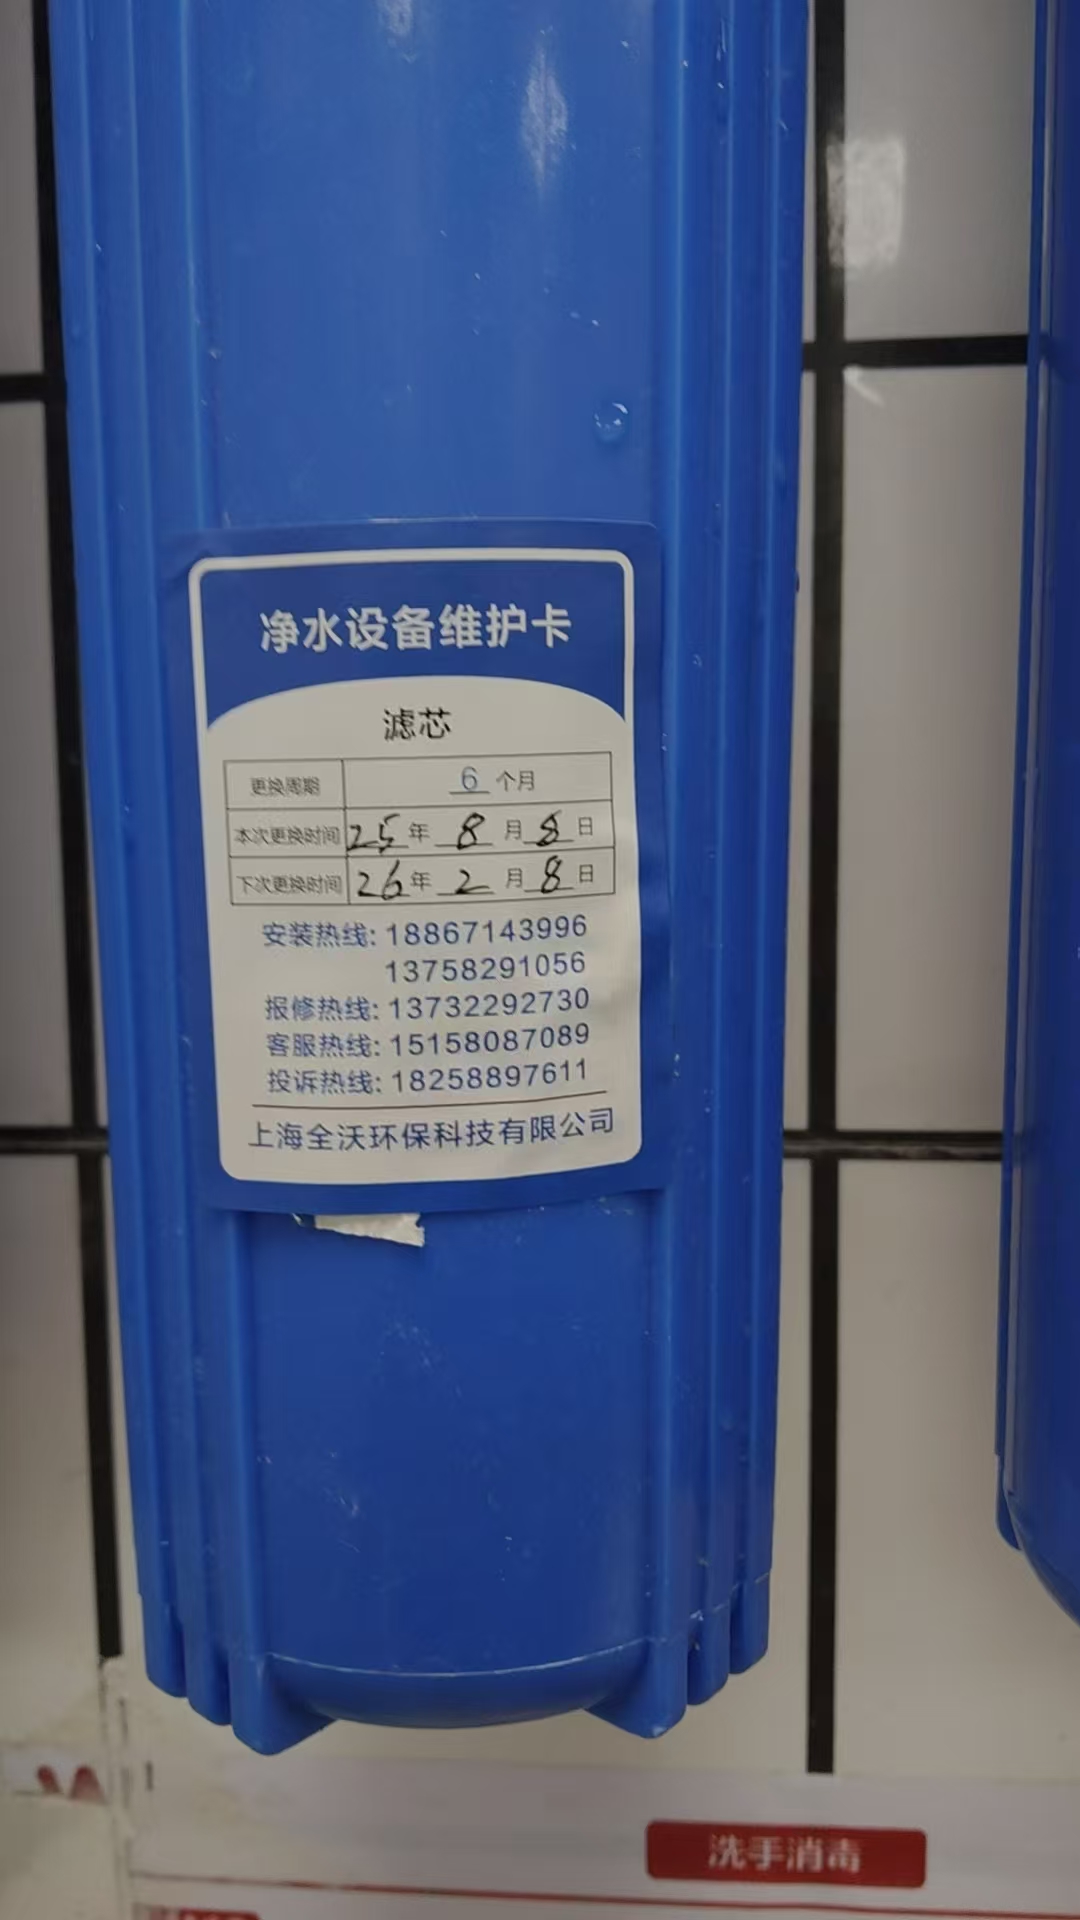 净水设备维护卡
滤芯
更换周期 6 个月
本次更换时间 25 年 8 月 8 日
下次更换时间 26 年 2 月 8 日
安装热线: 18867143996
13758291056
报修热线: 13732292730
客服热线: 15158087089
投诉热线: 18258897611
上海全沃环保科技有限公司
洗手消毒